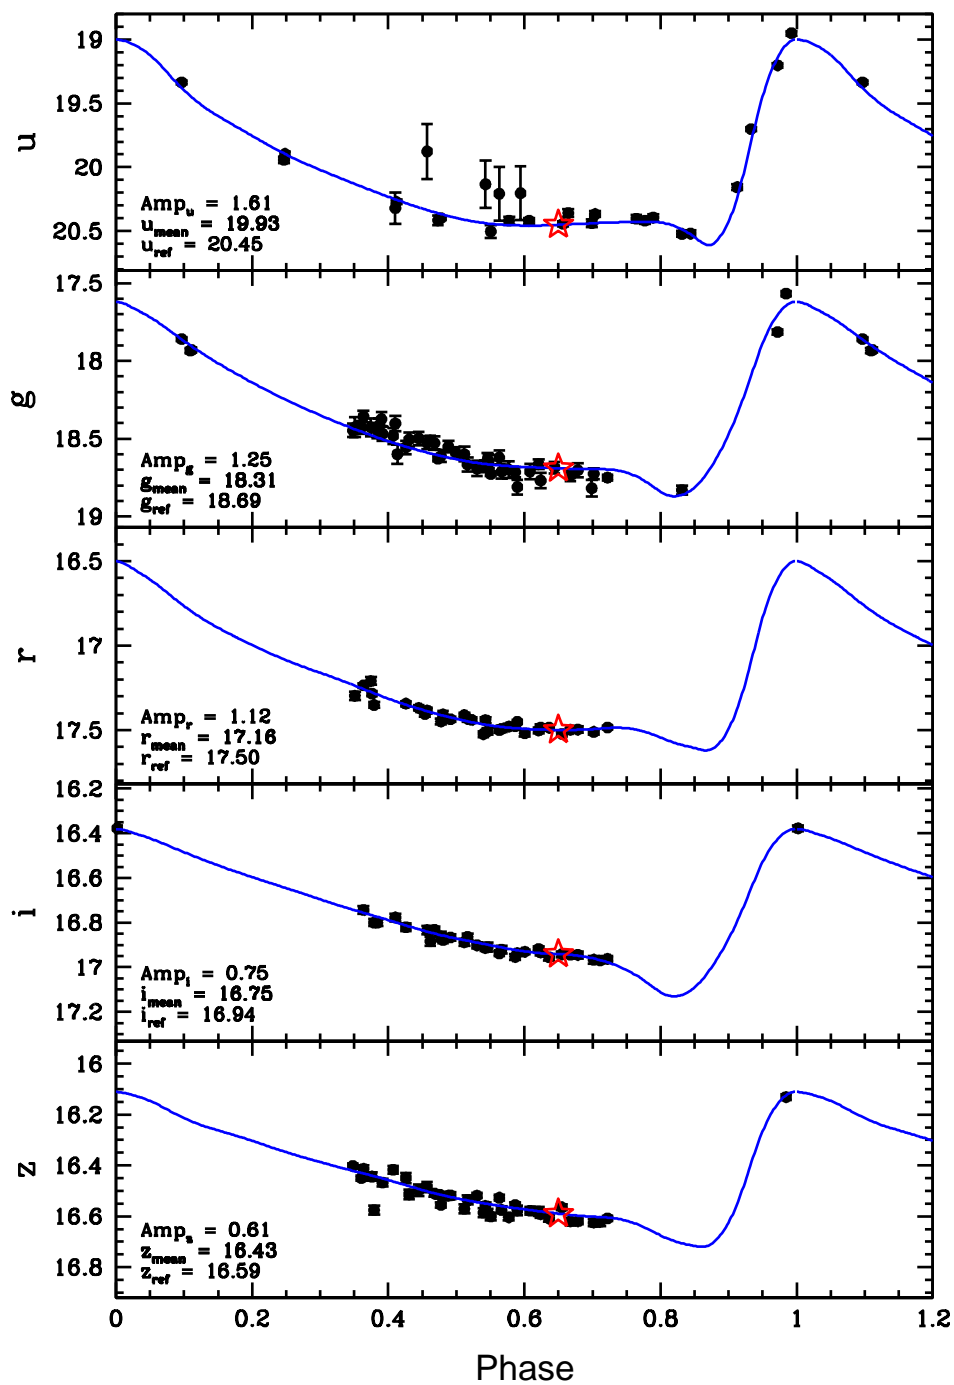 19
19.5
20
20.5
u
Amp_u = 1.61
u_mean = 19.93
u_ref = 20.45
17.5
18
18.5
19
g
Amp_g = 1.25
g_mean = 18.31
g_ref = 18.69
16.5
17
17.5
r
Amp_r = 1.12
r_mean = 17.16
r_ref = 17.50
16.2
16.4
16.6
16.8
17
17.2
i
Amp_i = 0.75
i_mean = 16.75
i_ref = 16.94
16
16.2
16.4
16.6
16.8
z
Amp_z = 0.61
z_mean = 16.43
z_ref = 16.59
0 0.2 0.4 0.6 0.8 1 1.2
Phase